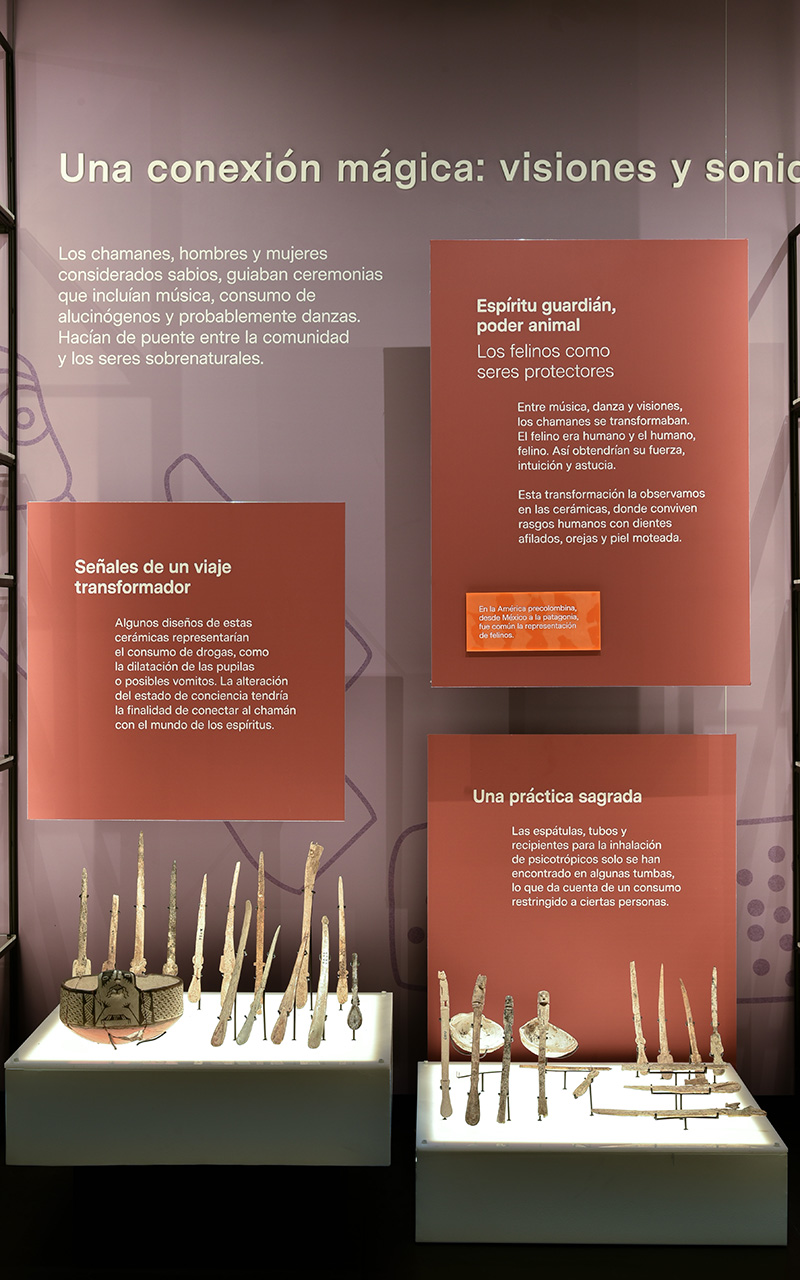 Una conexión mágica: visiones y
Los chamanes, hombres y mujeres
considerados sabios, guiaban ceremonias
que incluían música, consumo de
alucinógenos y probablemente danzas.
Hacían de puente entre la comunidad
y los seres sobrenaturales.
Espíritu guardián,
poder animal
Los felinos como
seres protectores
Entre música, danza y visiones,
los chamanes se transformaban.
El felino era humano y el humano,
felino. Así obtendrían su fuerza,
intuición y astucia.
Esta transformación la observamos
en las cerámicas, donde conviven
rasgos humanos con dientes
afilados, orejas y piel moteada.
En la América precolombina,
desde México a la patagonia,
fue común la representación
de felinos.
Señales de un viaje
transformador
Algunos diseños de estas
cerámicas representarían
el consumo de drogas, como
la dilatación de las pupilas
o posibles vomitos. La alteración
del estado de conciencia tendría
la finalidad de conectar al chamán
con el mundo de los espíritus.
Una práctica sagrada
Las espátulas, tubos y
recipientes para la inhalación
de psicotrópicos solo se han
encontrado en algunas tumbas,
lo que da cuenta de un consumo
restringido a ciertas personas.